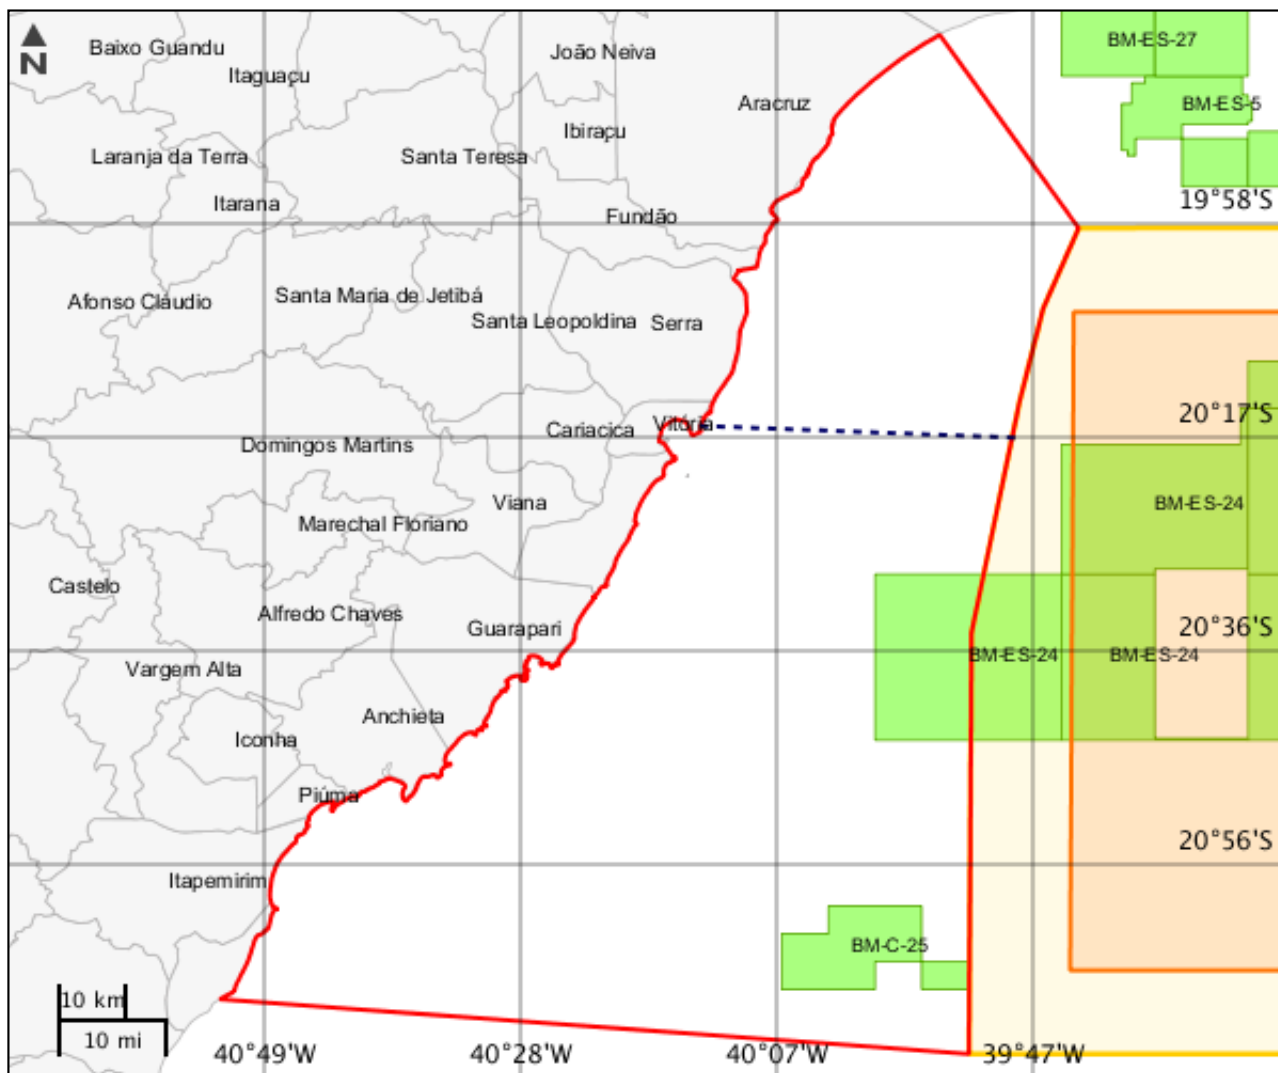 N
Baixo Guandu
João Neiva
BM-ES-27
Itaguaçu
Aracruz
BM-ES-5
Ibiraçu
Laranja da Terra
Santa Teresa
19°58'S
Itarana
Fundão
Afonso Cláudio
Santa Maria de Jetibá
Santa Leopoldina
Serra
20°17'S
Vitória
Cariacica
Domingos Martins
Viana
BM-ES-24
Marechal Floriano
Castelo
Alfredo Chaves
Guarapari
20°36'S
BM-ES-24
BM-ES-24
Vargem Alta
Anchieta
Iconha
Piúma
20°56'S
Itapemirim
BM-C-25
10 km
10 mi
40°49'W
40°28'W
40°07'W
39°47'W